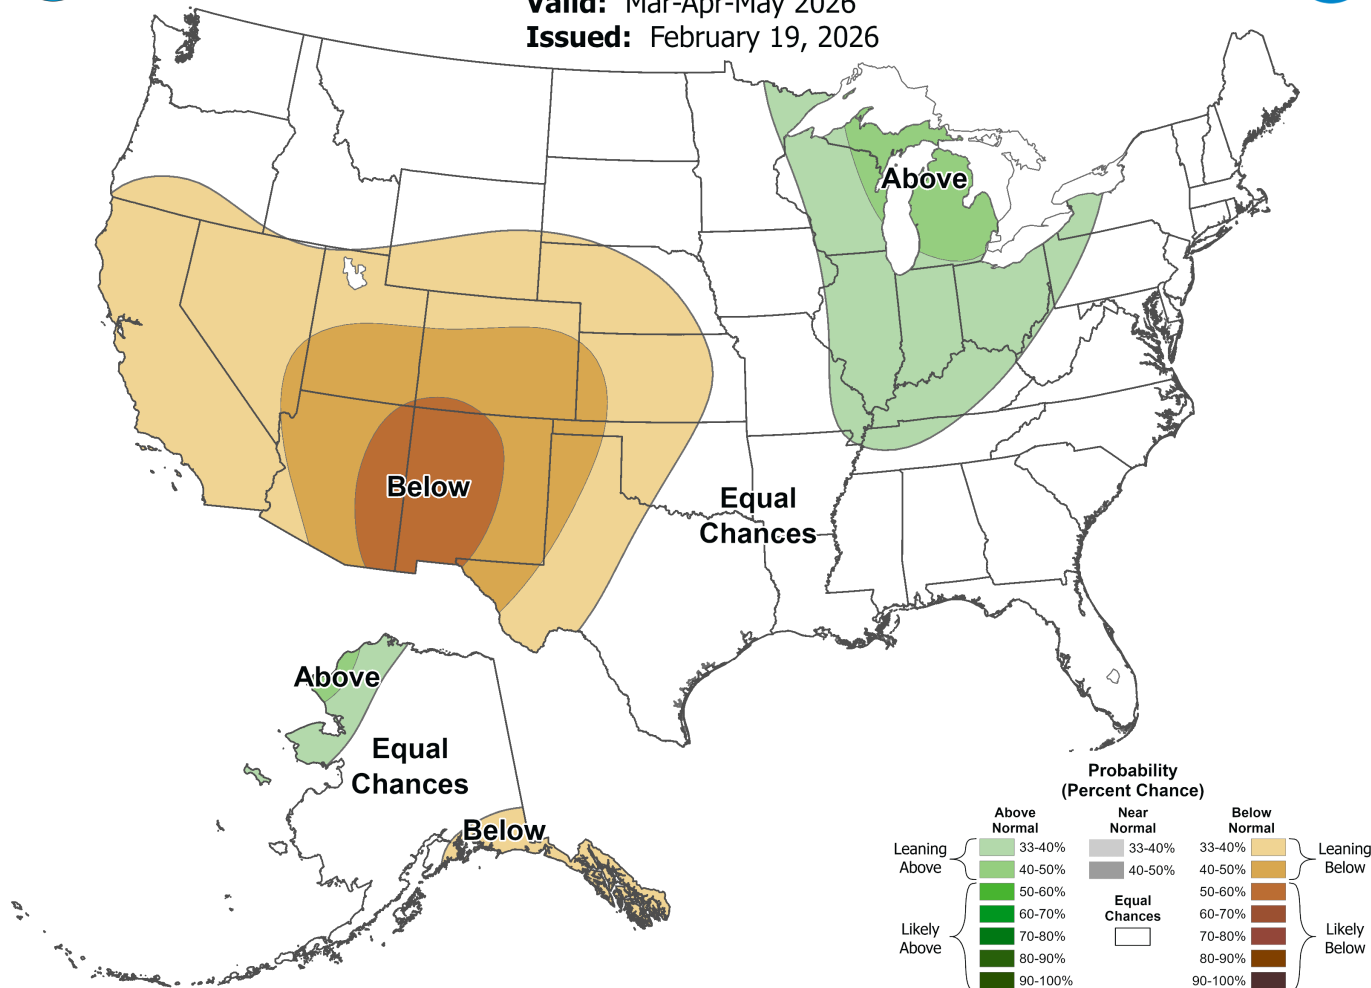 Valid: Mar-Apr-May 2026
Issued: February 19, 2026
Above
Below
Equal
Chances
Above
Equal
Chances
Below
Probability
(Percent Chance)
Above
Normal
Near
Normal
Below
Normal
Leaning
Above
33-40%
33-40%
33-40%
Leaning
Below
40-50%
40-50%
40-50%
Likely
Above
50-60%
Equal
Chances
50-60%
Likely
Below
60-70%
60-70%
70-80%
70-80%
80-90%
80-90%
90-100%
90-100%